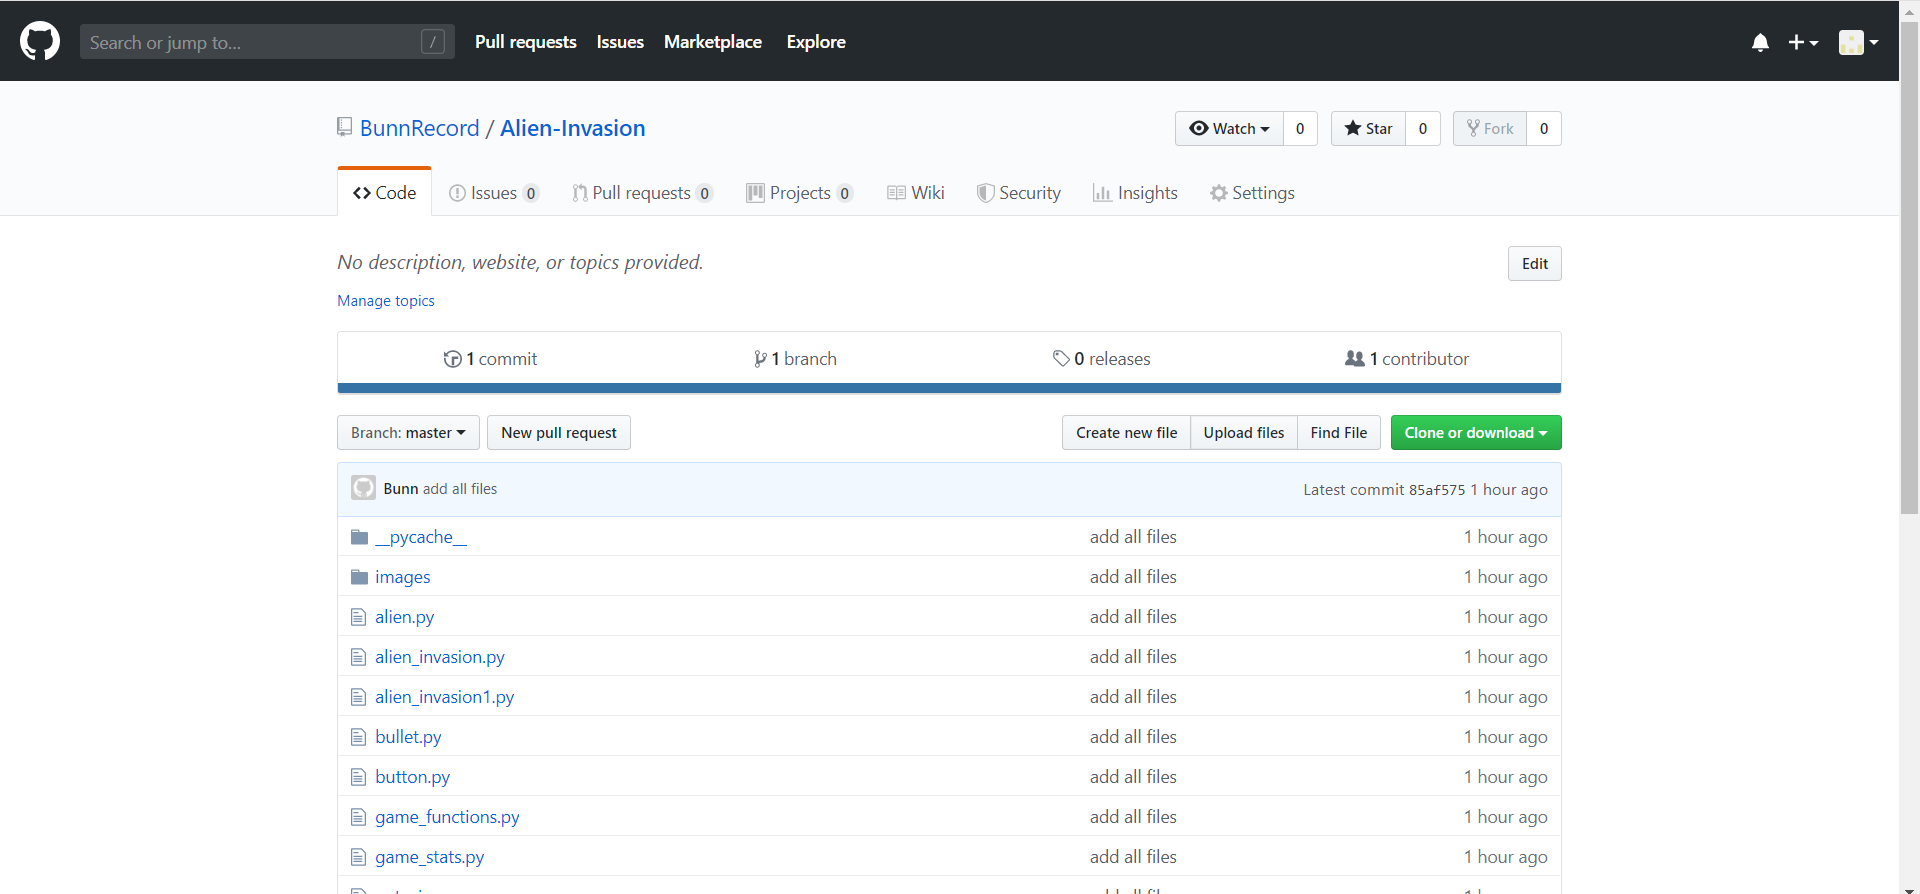 Search or jump to... /
Pull requests Issues Marketplace Explore
BunnRecord / Alien-Invasion
Watch 0 Star 0 Fork 0
Code Issues 0 Pull requests 0 Projects 0 Wiki Security Insights Settings
No description, website, or topics provided.
Edit
Manage topics
1 commit 1 branch 0 releases 1 contributor
Branch: master New pull request Create new file Upload files Find File Clone or download
Bunn add all files Latest commit 85af575 1 hour ago
__pycache__ add all files 1 hour ago
images add all files 1 hour ago
alien.py add all files 1 hour ago
alien_invasion.py add all files 1 hour ago
alien_invasion1.py add all files 1 hour ago
bullet.py add all files 1 hour ago
button.py add all files 1 hour ago
game_functions.py add all files 1 hour ago
game_stats.py add all files 1 hour ago